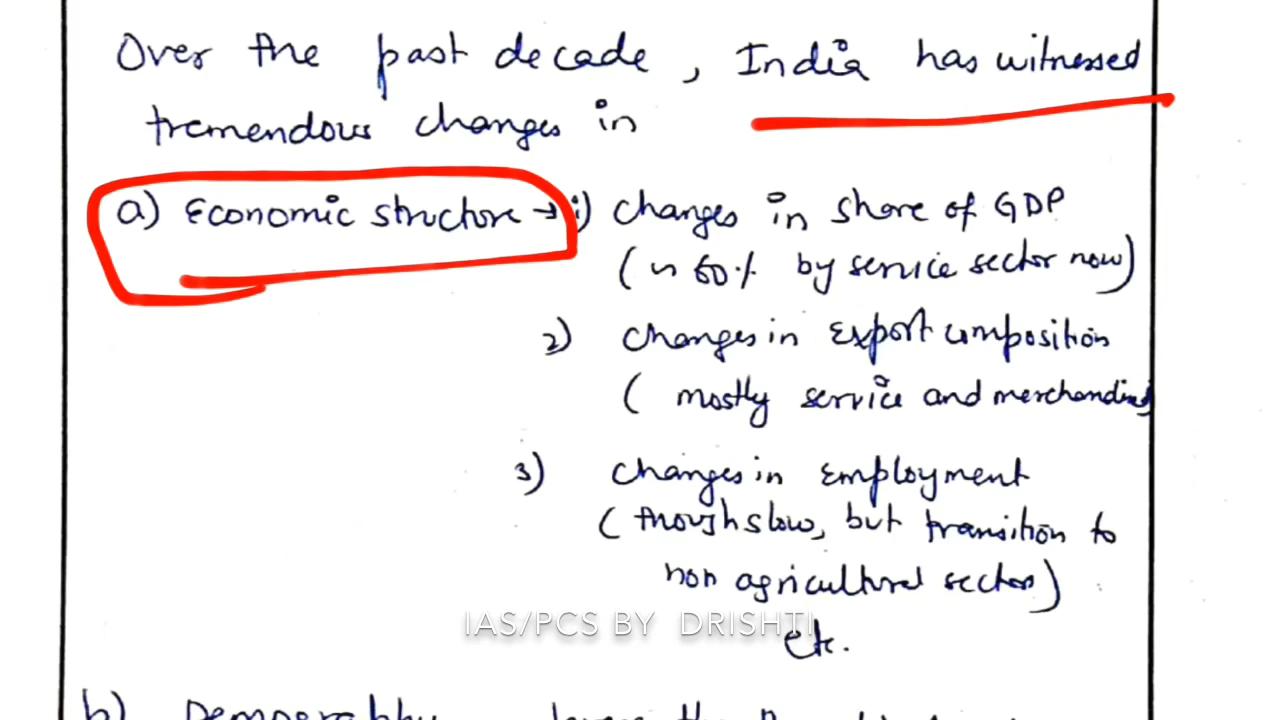 Over the past decade, India has witnessed
tremendous changes in
a) Economic structure → i) changes in share of GDP
(~ 60% by service sector now)
2) changes in Export composition
( mostly service and merchandise)
3) changes in Employment
( though slow, but transition to
non agricultural sector)
IAS/PCS BY DRISHTI
etc.
b) Demography